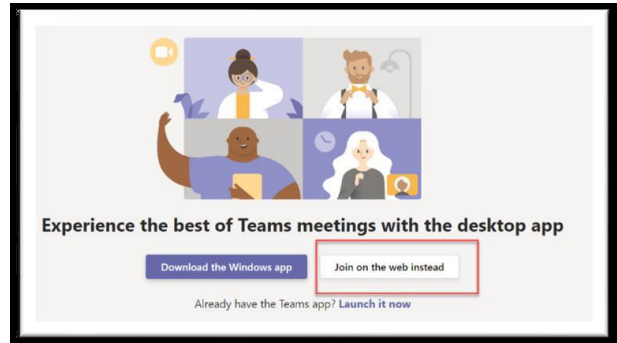 Experience the best of Teams meetings with the desktop app
Download the Windows app
Join on the web instead
Already have the Teams app? Launch it now